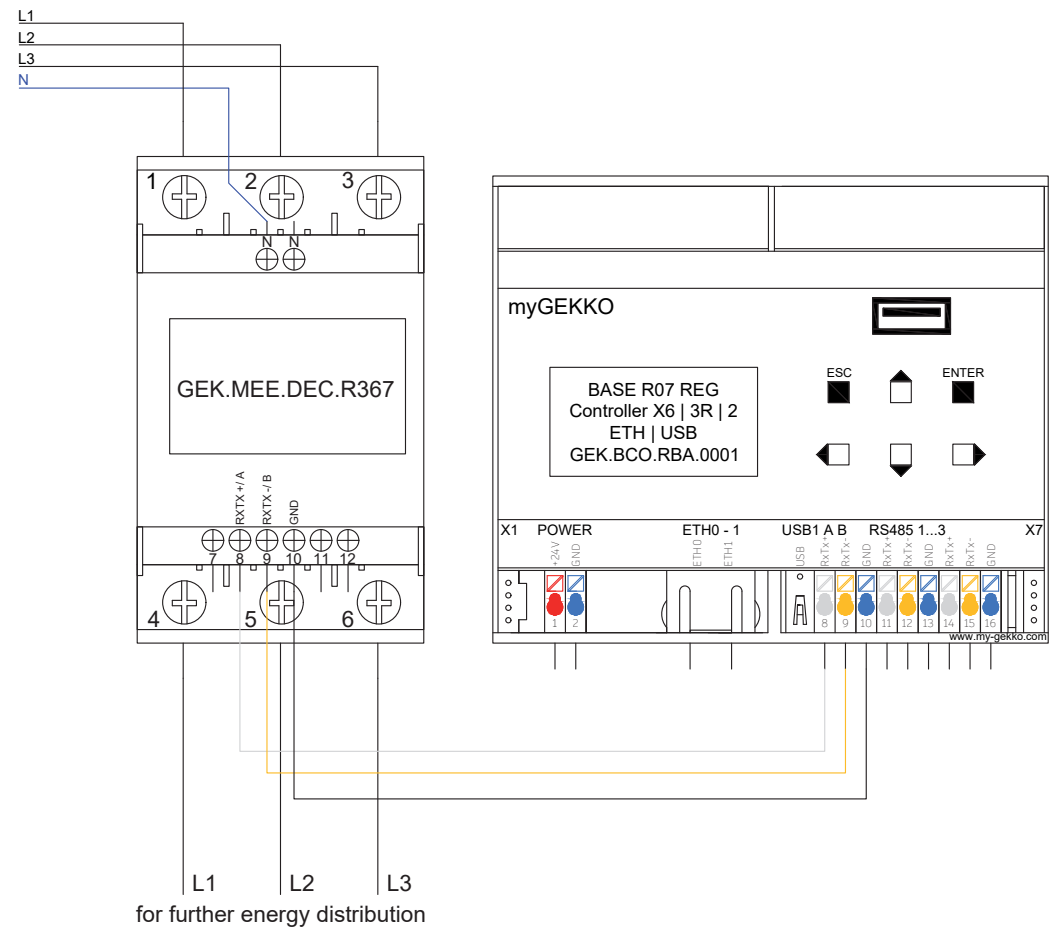 L1
L2
L3
N
1 2 3
N N
GEK.MEE.DEC.R367
RXTX +/ A
RXTX -/ B
GND
7 8 9 10 11 12
4 5 6
L1 L2 L3
for further energy distribution
myGEKKO
BASE R07 REG
Controller X6 | 3R | 2
ETH | USB
GEK.BCO.RBA.0001
ESC ENTER
X1 POWER ETH0 - 1 USB1 A B RS485 1...3 X7
+24V
GND
ETH0
ETH1
USB
RxTx+
RxTx-
GND
RxTx+
RxTx-
GND
RxTx+
RxTx-
GND
1 2 8 9 10 11 12 13 14 15 16
www.my-gekko.com